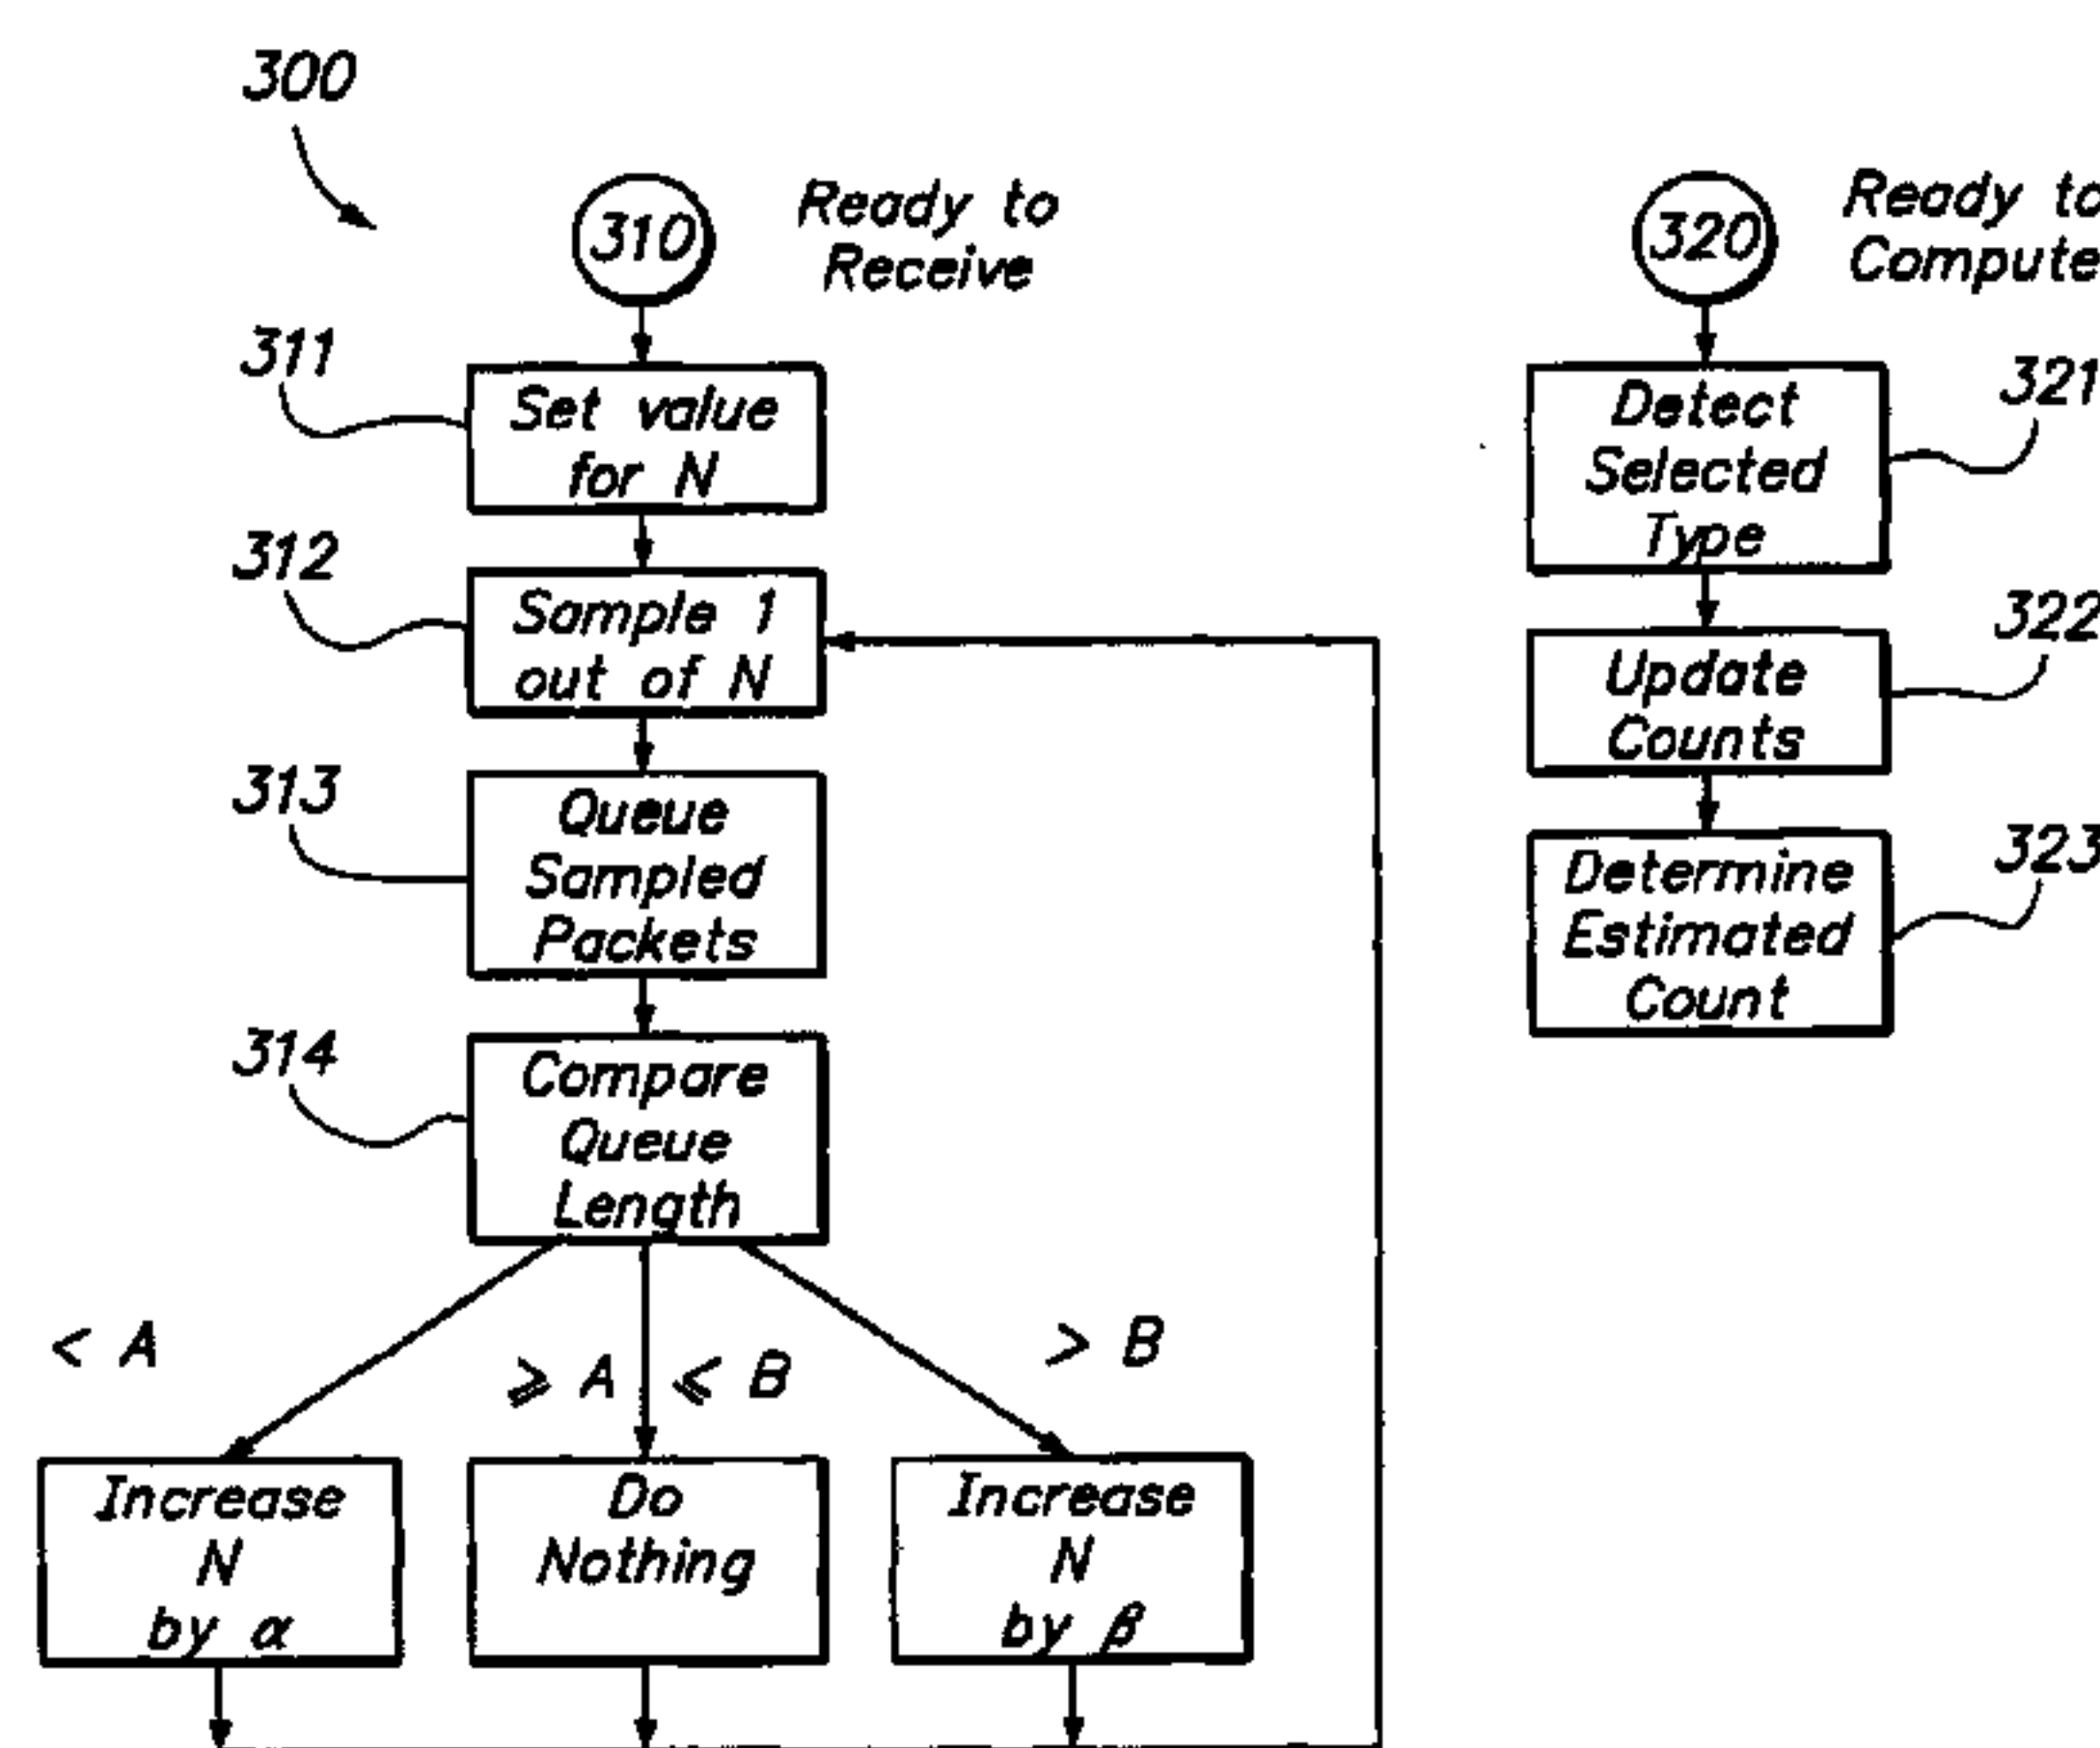 300
310
Ready to
Receive
311
Set value
for N
312
Sample 1
out of N
313
Queue
Sampled
Packets
314
Compare
Queue
Length
< A
⩾ A
⩽ B
> B
Increase
N
by α
Do
Nothing
Increase
N
by β
320
Ready to
Compute
321
Detect
Selected
Type
322
Update
Counts
323
Determine
Estimated
Count